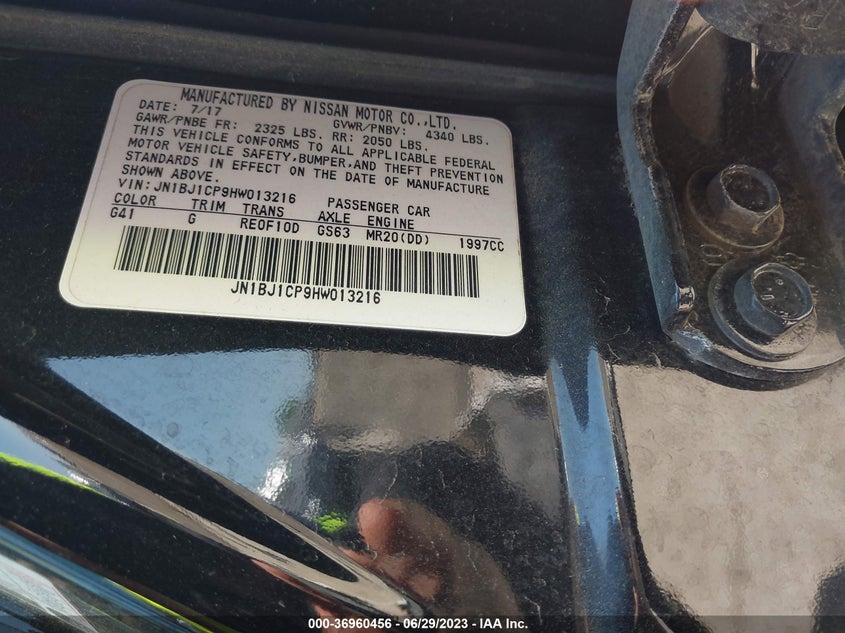 MANUFACTURED BY NISSAN MOTOR CO.,LTD.
DATE: 7/17 GVWR/PNBV: 4340 LBS.
GAWR/PNBE FR: 2325 LBS. RR: 2050 LBS.
THIS VEHICLE CONFORMS TO ALL APPLICABLE FEDERAL
MOTOR VEHICLE SAFETY,BUMPER,AND THEFT PREVENTION
STANDARDS IN EFFECT ON THE DATE OF MANUFACTURE
SHOWN ABOVE.
VIN:JN1BJ1CP9HW013216 PASSENGER CAR
COLOR TRIM TRANS AXLE ENGINE
G41 G RE0F10D GS63 MR20(DD) 1997CC
JN1BJ1CP9HW013216
000-36960456 - 06/29/2023 - IAA Inc.